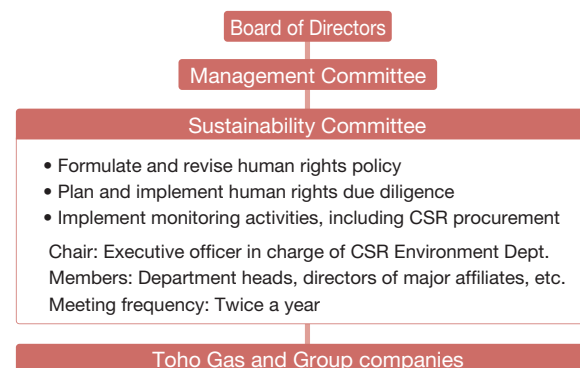 Board of Directors
Management Committee
Sustainability Committee
• Formulate and revise human rights policy
• Plan and implement human rights due diligence
• Implement monitoring activities, including CSR procurement
Chair: Executive officer in charge of CSR Environment Dept.
Members: Department heads, directors of major affiliates, etc.
Meeting frequency: Twice a year
Toho Gas and Group companies